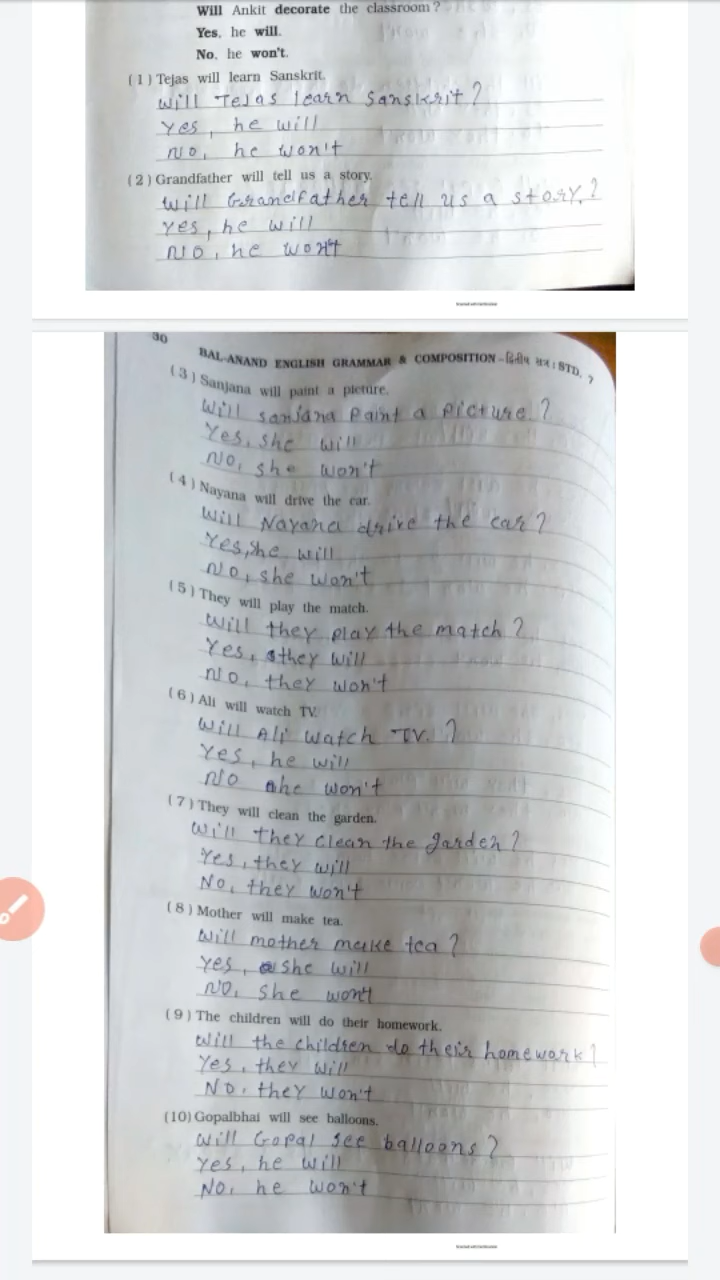 Will Ankit decorate the classroom?
Yes, he will.
No, he won't.
(1) Tejas will learn Sanskrit.
Will Tejas learn Sanskrit?
Yes, he will
No, he won't
(2) Grandfather will tell us a story.
Will Grandfather tell us a story.?
Yes, he will
No, he won't
30
BAL-ANAND ENGLISH GRAMMAR & COMPOSITION - द्वितीय सत्र : STD. 7
(3) Sanjana will paint a picture.
Will sanjana Paint a picture?
Yes, she will
No, she won't
(4) Nayana will drive the car.
Will Nayana drive the car?
Yes, she will
No, she won't
(5) They will play the match.
Will they play the match?
Yes, they will
No, they won't
(6) Ali will watch TV.
Will Ali watch TV.?
Yes, he will
No he won't
(7) They will clean the garden.
Will they clean the garden?
Yes, they will
No, they won't
(8) Mother will make tea.
Will mother make tea?
Yes, she will
No, she won't
(9) The children will do their homework.
Will the children do their homework?
Yes, they will
No, they won't
(10) Gopalbhai will see balloons.
Will Gopal see balloons?
Yes, he will
No, he won't